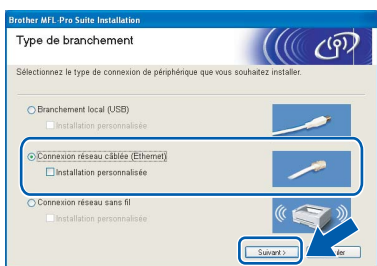 Brother MFL-Pro Suite Installation
Type de branchement
Sélectionnez le type de connexion de périphérique que vous souhaitez installer.
Branchement local (USB)
Installation personnalisée
Connexion réseau câblée (Ethernet)
Installation personnalisée
Connexion réseau sans fil
Installation personnalisée
Suivant >